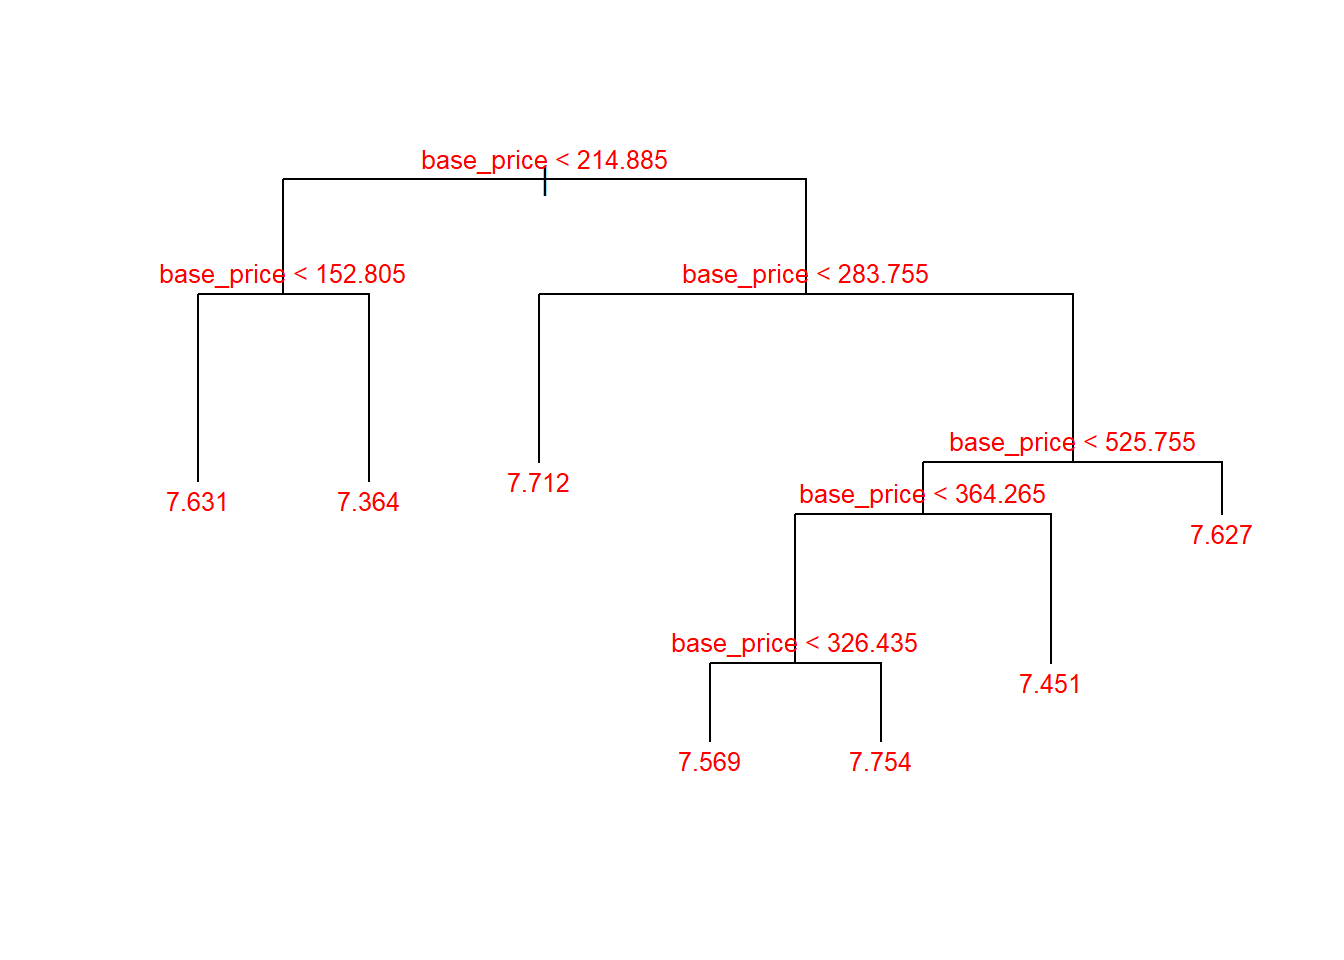 base_price < 214.885
base_price < 152.805
base_price < 283.755
base_price < 525.755
base_price < 364.265
7.631
7.364
7.712
7.627
base_price < 326.435
7.451
7.569
7.754